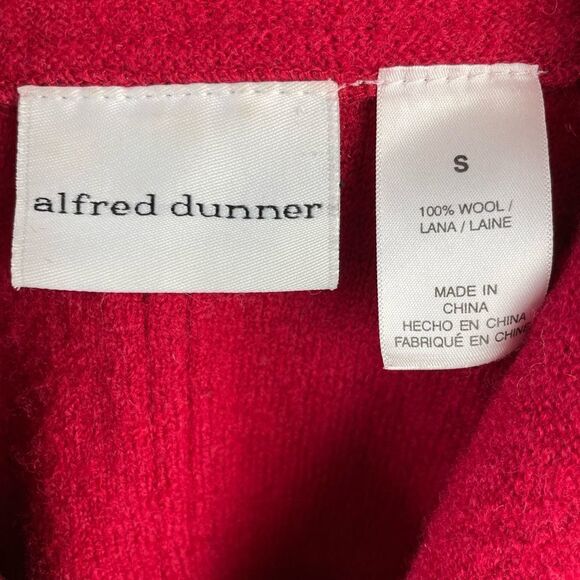 alfred dunner
S
100% WOOL /
LANA / LAINE
MADE IN
CHINA
HECHO EN CHINA
FABRIQUÉ EN CHINE